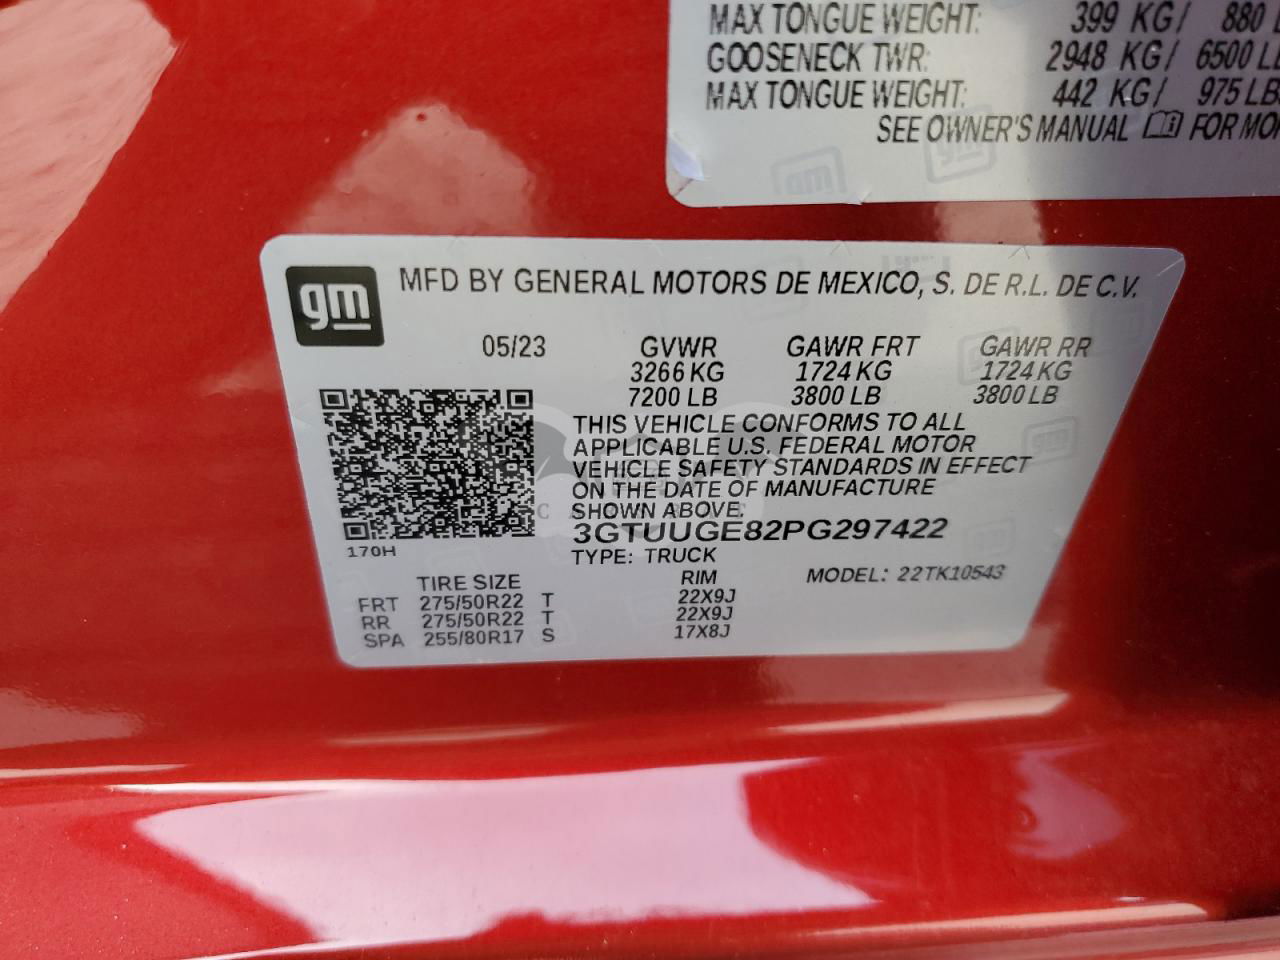 MAX TONGUE WEIGHT: 399 KG/ 880
GOOSENECK TWR: 2948 KG/ 6500 LB
MAX TONGUE WEIGHT: 442 KG/ 975 LB
SEE OWNER'S MANUAL FOR MOR
gm
gm
gm MFD BY GENERAL MOTORS DE MEXICO, S. DE R.L. DE C.V.
05/23 GVWR GAWR FRT GAWR RR
3266 KG 1724 KG 1724 KG
7200 LB 3800 LB 3800 LB
THIS VEHICLE CONFORMS TO ALL
APPLICABLE U.S. FEDERAL MOTOR
VEHICLE SAFETY STANDARDS IN EFFECT
ON THE DATE OF MANUFACTURE
SHOWN ABOVE.
3GTUUGE82PG297422
170H TYPE: TRUCK
MODEL: 22TK10543
TIRE SIZE RIM
FRT 275/50R22 T 22X9J
RR 275/50R22 T 22X9J
SPA 255/80R17 S 17X8J